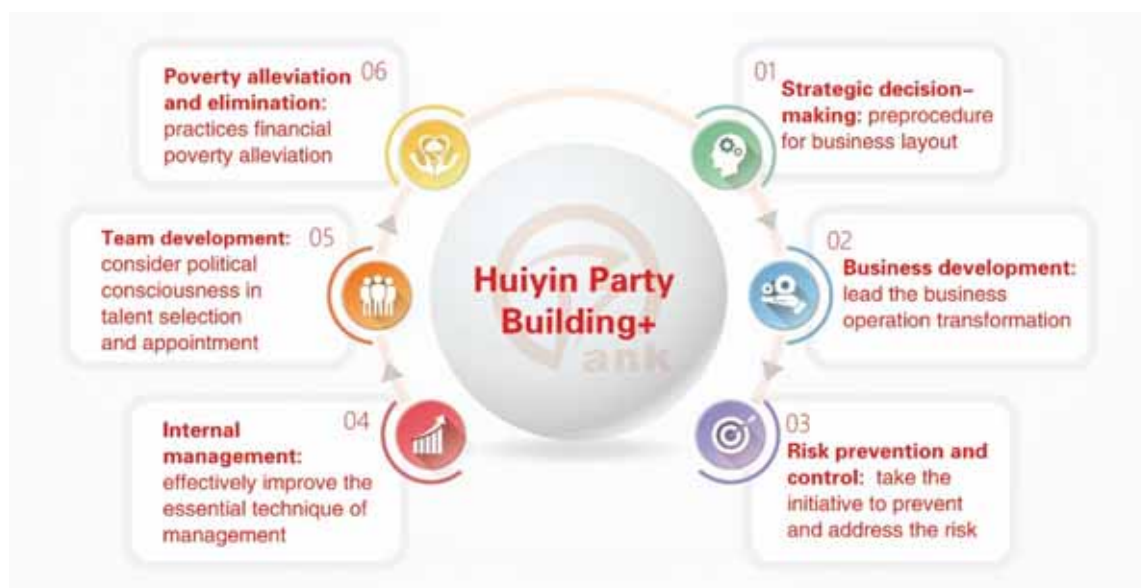 Huiyin Party
Building+
ank
01
Strategic decision-
making: preprocedure
for business layout
02
Business development:
lead the business
operation transformation
03
Risk prevention and
control: take the
initiative to prevent
and address the risk
04
Internal
management:
effectively improve the
essential technique of
management
05
Team development:
consider political
consciousness in
talent selection
and appointment
06
Poverty alleviation
and elimination:
practices financial
poverty alleviation